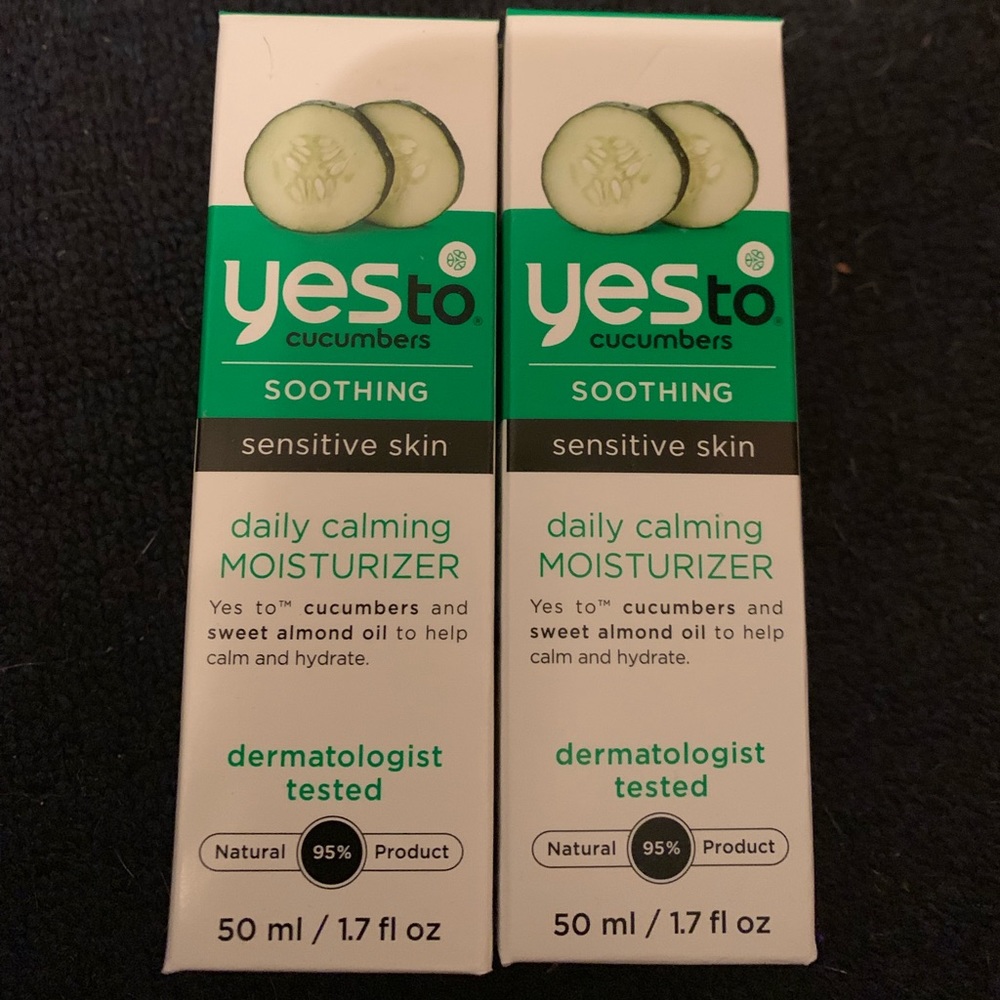 yes to®
cucumbers
SOOTHING
sensitive skin
daily calming
MOISTURIZER
Yes to™ cucumbers and
sweet almond oil to help
calm and hydrate.
dermatologist
tested
Natural 95% Product
50 ml / 1.7 fl oz
yes to®
cucumbers
SOOTHING
sensitive skin
daily calming
MOISTURIZER
Yes to™ cucumbers and
sweet almond oil to help
calm and hydrate.
dermatologist
tested
Natural 95% Product
50 ml / 1.7 fl oz